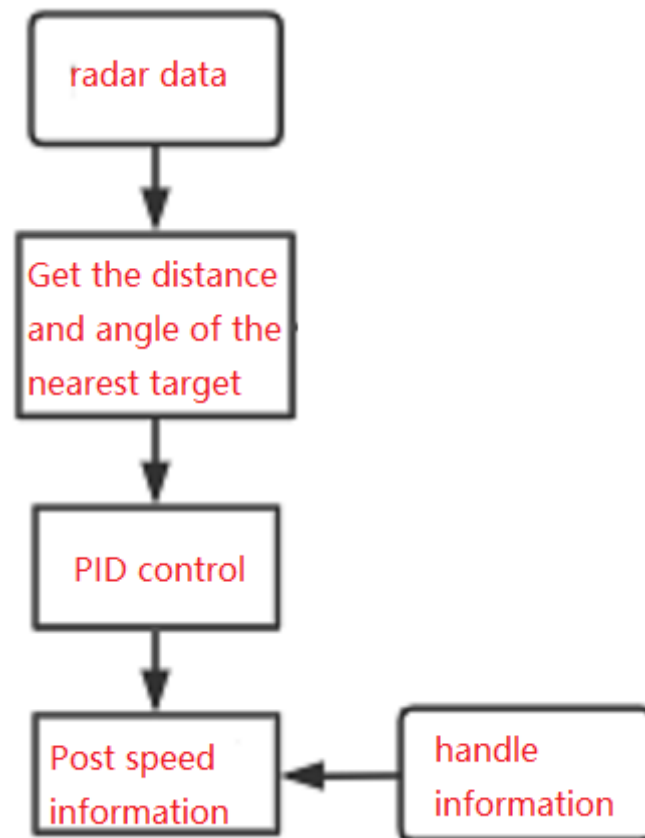 radar data
Get the distance
and angle of the
nearest target
PID control
Post speed
information
handle
information